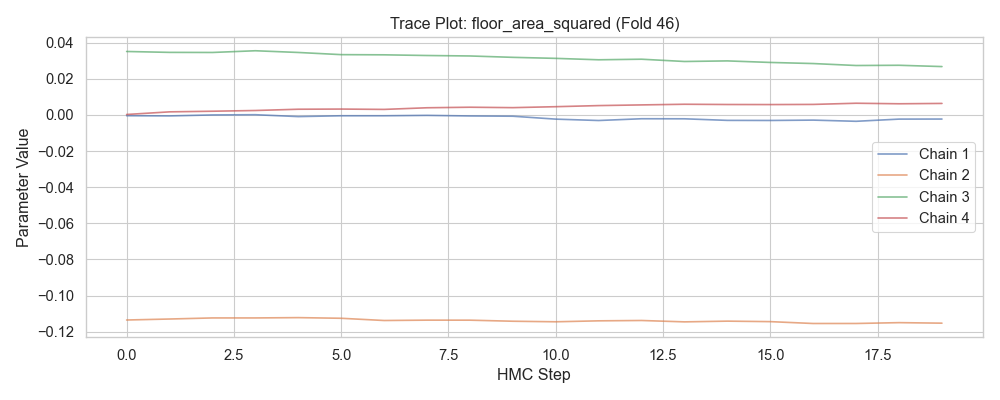 Trace Plot: floor_area_squared (Fold 46)
Parameter Value
0.04
0.02
0.00
−0.02
−0.04
−0.06
−0.08
−0.10
−0.12
Chain 1
Chain 2
Chain 3
Chain 4
0.0 2.5 5.0 7.5 10.0 12.5 15.0 17.5
HMC Step